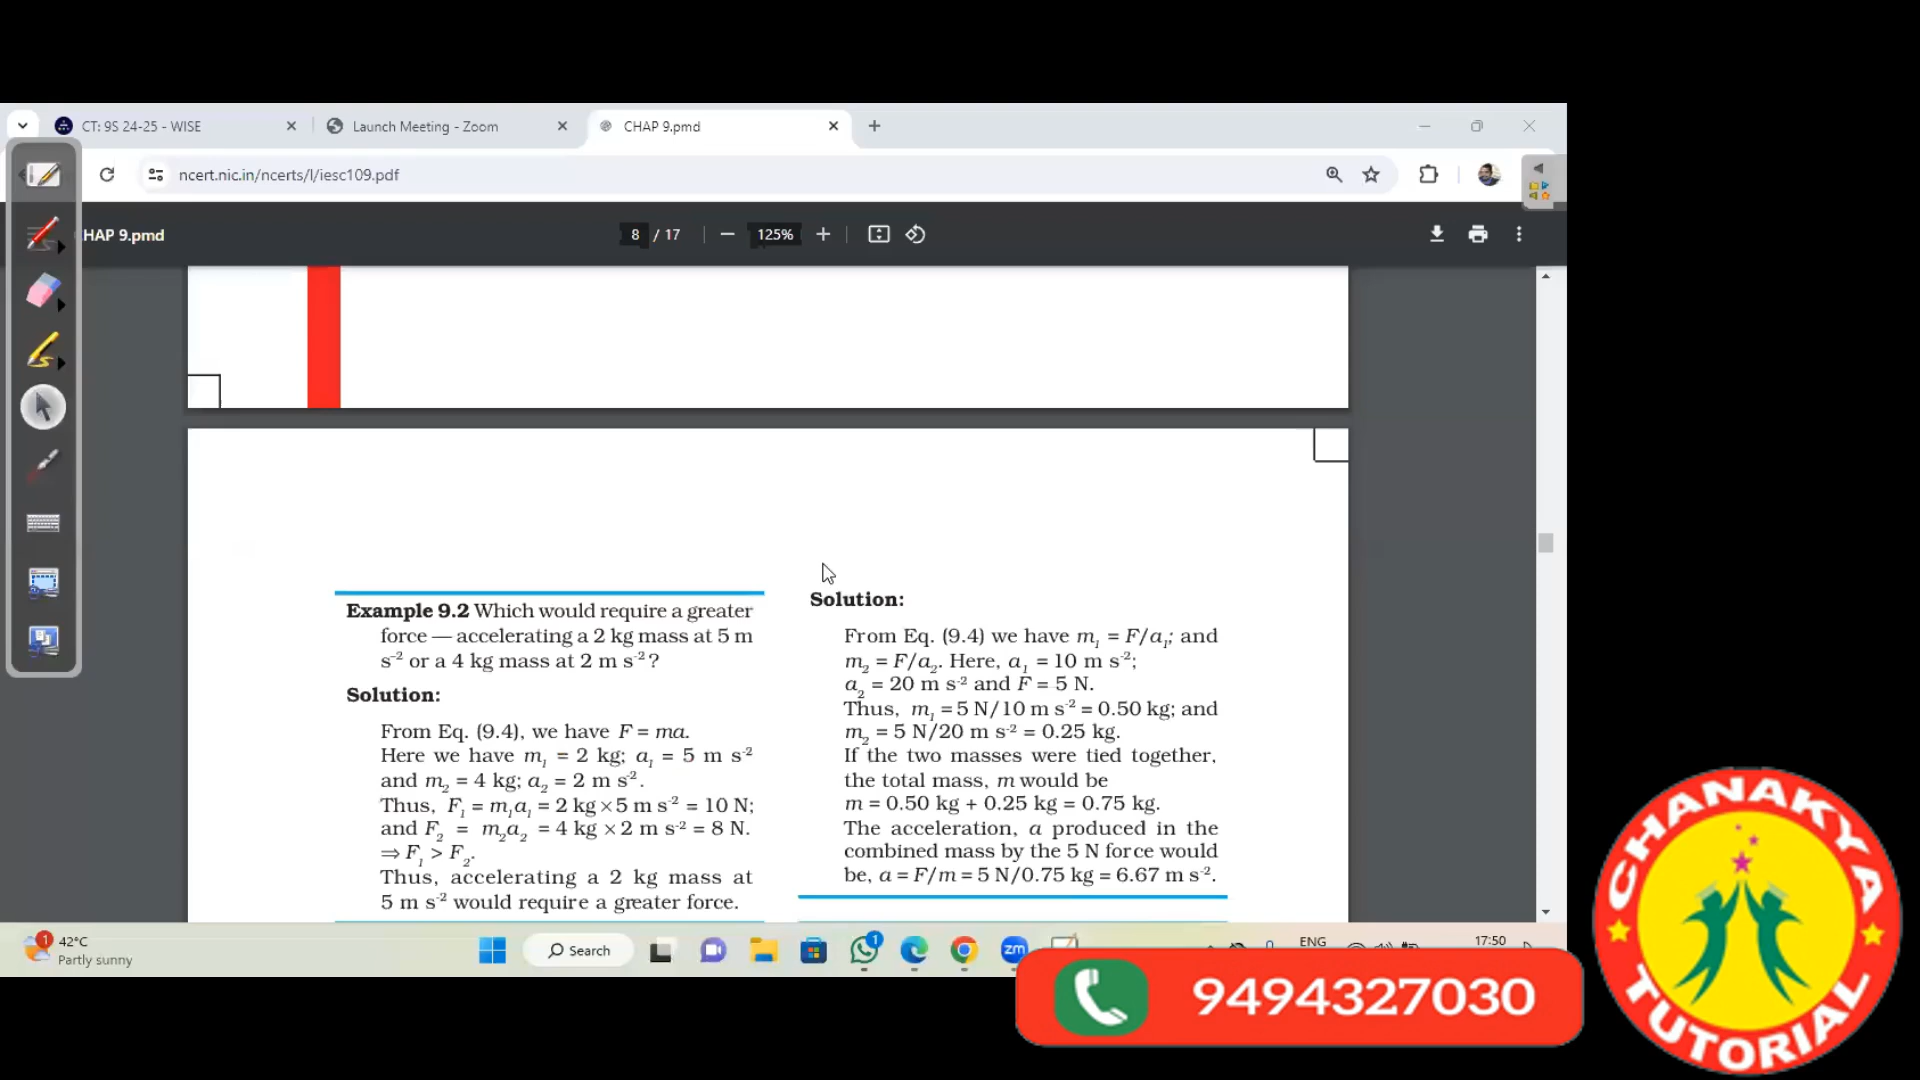 CT: 9S 24-25 - WISE
Launch Meeting - Zoom
CHAP 9.pmd
ncert.nic.in/ncerts/l/iesc109.pdf
HAP 9.pmd
8 / 17
125%
Example 9.2 Which would require a greater
force — accelerating a 2 kg mass at 5 m
s⁻² or a 4 kg mass at 2 m s⁻²?
Solution:
From Eq. (9.4), we have F = ma.
Here we have m₁ = 2 kg; a₁ = 5 m s⁻²
and m₂ = 4 kg; a₂ = 2 m s⁻².
Thus, F₁ = m₁a₁ = 2 kg × 5 m s⁻² = 10 N;
and F₂ = m₂a₂ = 4 kg × 2 m s⁻² = 8 N.
⇒ F₁ > F₂.
Thus, accelerating a 2 kg mass at
5 m s⁻² would require a greater force.
Solution:
From Eq. (9.4) we have m₁ = F/a₁; and
m₂ = F/a₂. Here, a₁ = 10 m s⁻²;
a₂ = 20 m s⁻² and F = 5 N.
Thus, m₁ = 5 N/10 m s⁻² = 0.50 kg; and
m₂ = 5 N/20 m s⁻² = 0.25 kg.
If the two masses were tied together,
the total mass, m would be
m = 0.50 kg + 0.25 kg = 0.75 kg.
The acceleration, a produced in the
combined mass by the 5 N force would
be, a = F/m = 5 N/0.75 kg = 6.67 m s⁻².
1
42°C
Partly sunny
Search
1
zm
ENG
17:50
9494327030
CHANAKYA
TUTORIAL